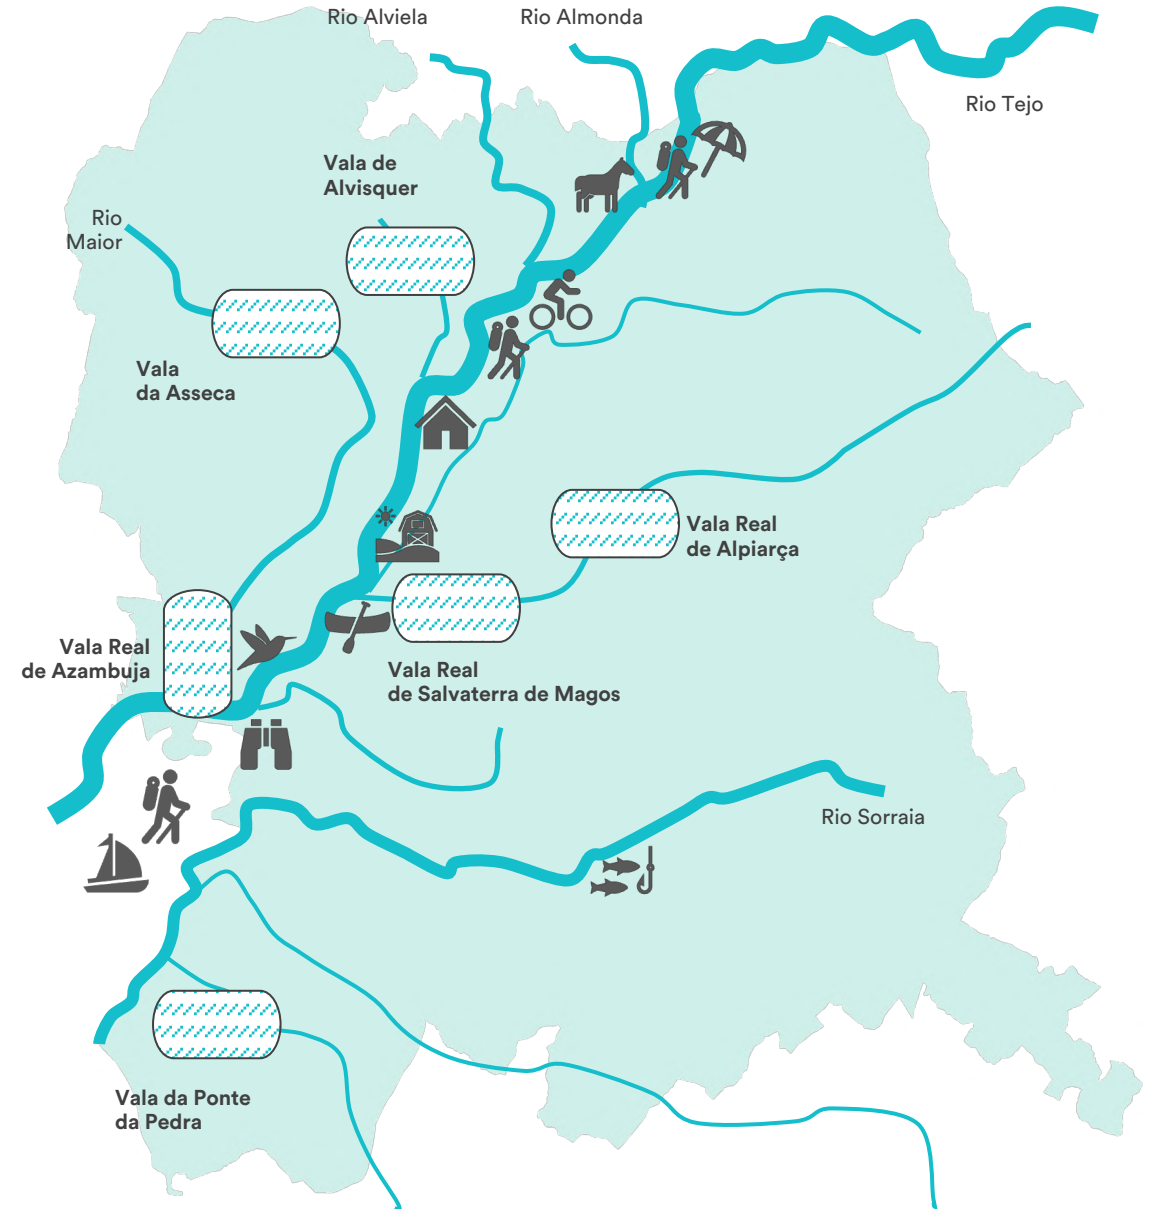 Rio Alviela
Rio Almonda
Rio Tejo
Vala de
Alvisquer
Rio
Maior
Vala
da Asseca
Vala Real
de Alpiarça
Vala Real
de Azambuja
Vala Real
de Salvaterra de Magos
Rio Sorraia
Vala da Ponte
da Pedra